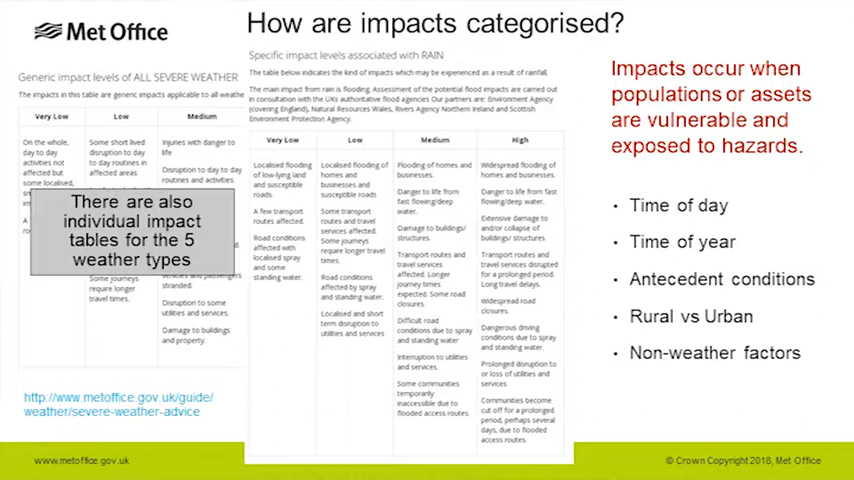 Met Office
How are impacts categorised?
Generic impact levels of ALL SEVERE WEATHER
The impacts in this table are generic impacts applicable to all weathe
Very Low
Low
Medium
On the whole,
day to day
activities not
affected but
some localised,
Some short lived
disruption to day
to day routines in
affected areas
Some journeys
require longer
travel times.
Injuries with danger to
life
Disruption to day to day
routines and activities.
vehicles and passengers
stranded.
Disruption to some
utilities and services.
Damage to buildings
and property.
There are also
individual impact
tables for the 5
weather types
http://www.metoffice.gov.uk/guide/
weather/severe-weather-advice
Specific impact levels associated with RAIN
The table below indicates the kind of impacts which may be experienced as a result of rainfall.
The main impact from rain is flooding. Assessment of the potential flood impacts are carried out
in consultation with the UKs authoritative flood agencies Our partners are: Environment Agency
(covering England), Natural Resources Wales, Rivers Agency Northern Ireland and Scottish
Environment Protection Agency.
Very Low
Low
Medium
High
Localised flooding
of low-lying land
and susceptible
roads.
A few transport
routes affected.
Road conditions
affected with
localised spray
and some
standing water.
Localised flooding of
homes and
businesses and
susceptible roads.
Some transport
routes and travel
services affected.
Some journeys
require longer travel
times.
Road conditions
affected by spray and
standing water.
Localised and short
term disruption to
utilities and services
Flooding of homes and
businesses.
Danger to life from
fast flowing/deep
water.
Damage to buildings/
structures.
Transport routes and
travel services
affected. Longer
journey times
expected. Some road
closures.
Difficult road
conditions due to spray
and standing water
Interruption to utilities
and services.
Some communities
temporarily
inaccessible due to
flooded access routes.
Widespread flooding of
homes and businesses.
Danger to life from fast
flowing/deep water.
Extensive damage to
and/or collapse of
buildings/ structures
Transport routes and
travel services disrupted
for a prolonged period.
Long travel delays.
Widespread road
closures.
Dangerous driving
conditions due to spray
and standing water.
Prolonged disruption to
or loss of utilities and
services
Communities become
cut off for a prolonged
period, perhaps several
days, due to flooded
access routes.
Impacts occur when
populations or assets
are vulnerable and
exposed to hazards.
• Time of day
• Time of year
• Antecedent conditions
• Rural vs Urban
• Non-weather factors
www.metoffice.gov.uk
© Crown Copyright 2018, Met Office